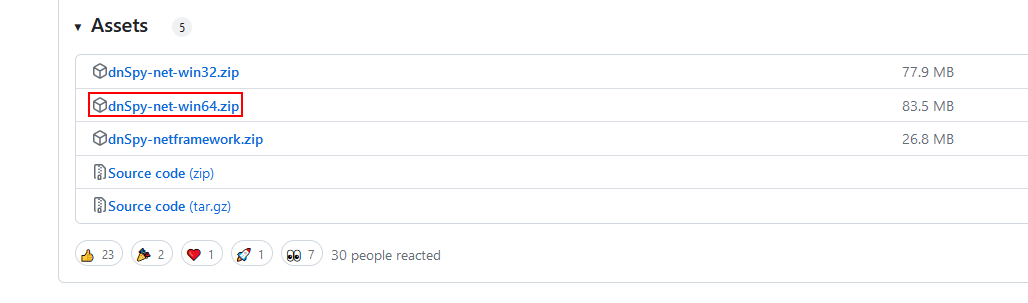 Assets 5
dnSpy-net-win32.zip 77.9 MB
dnSpy-net-win64.zip 83.5 MB
dnSpy-netframework.zip 26.8 MB
Source code (zip)
Source code (tar.gz)
23 2 1 1 7 30 people reacted